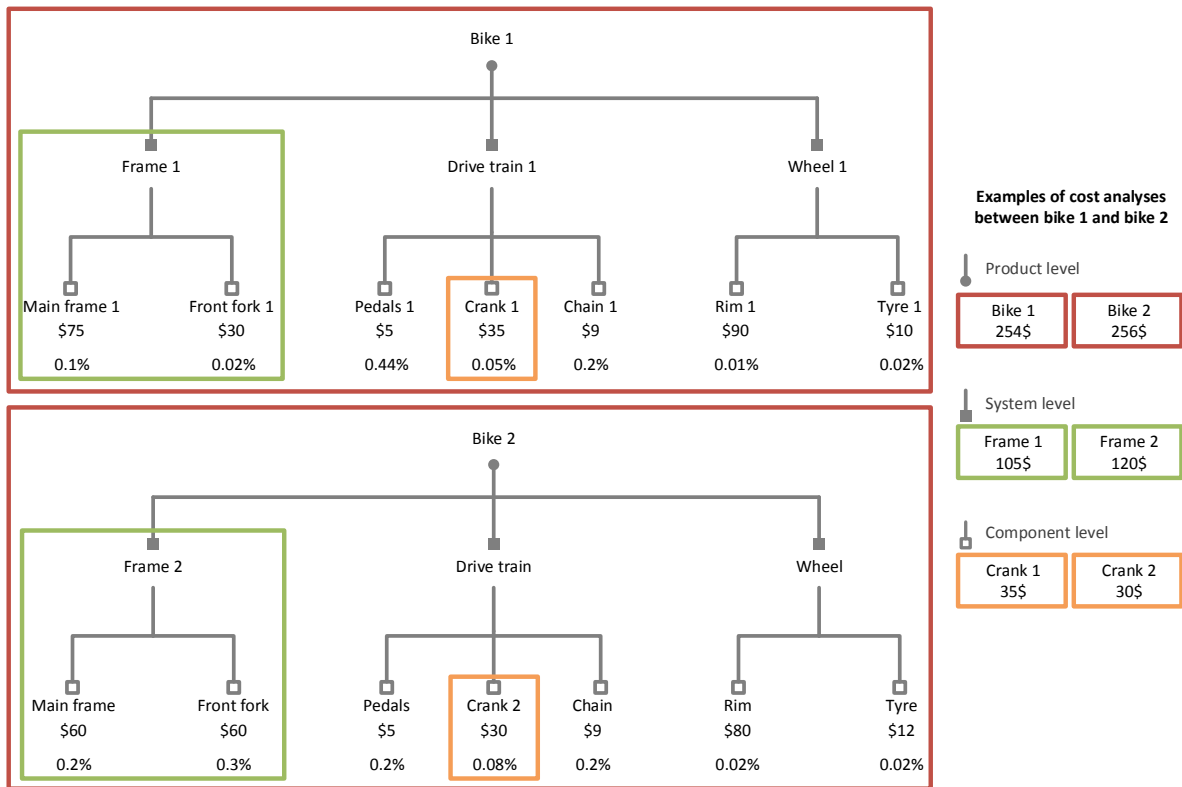 Bike 1
Frame 1
Drive train 1
Wheel 1
Main frame 1
$75
0.1%
Front fork 1
$30
0.02%
Pedals 1
$5
0.44%
Crank 1
$35
0.05%
Chain 1
$9
0.2%
Rim 1
$90
0.01%
Tyre 1
$10
0.02%
Bike 2
Frame 2
Drive train
Wheel
Main frame
$60
0.2%
Front fork
$60
0.3%
Pedals
$5
0.2%
Crank 2
$30
0.08%
Chain
$9
0.2%
Rim
$80
0.02%
Tyre
$12
0.02%
Examples of cost analyses
between bike 1 and bike 2
Product level
Bike 1
254$
Bike 2
256$
System level
Frame 1
105$
Frame 2
120$
Component level
Crank 1
35$
Crank 2
30$